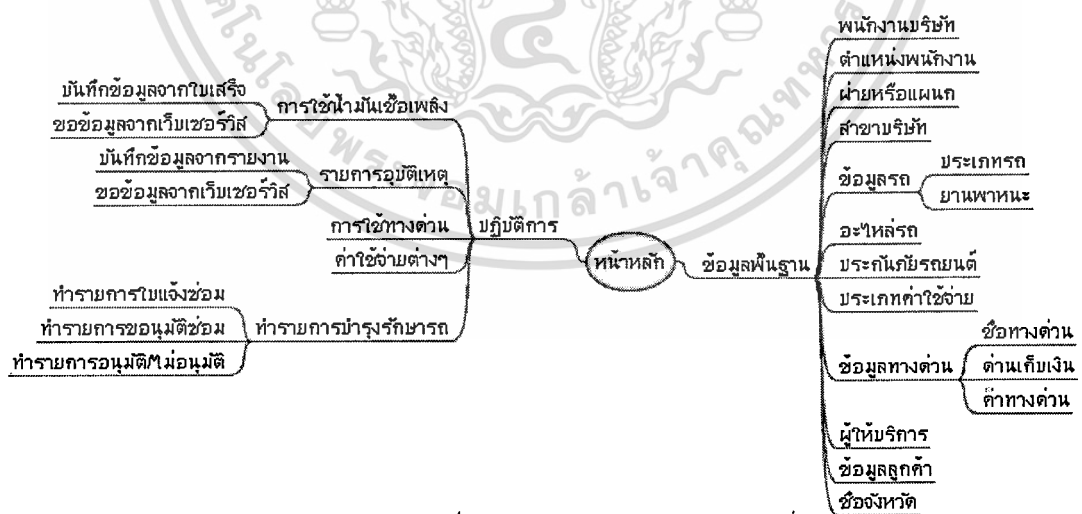 พนักงานบริษัท
ตำแหน่งพนักงาน
ฝ่ายหรือแผนก
สาขาบริษัท
ข้อมูลรถ
ประเภทรถ
ยานพาหนะ
อะไหล่รถ
ประกันภัยรถยนต์
ประเภทค่าใช้จ่าย
ข้อมูลทางด่วน
ชื่อทางด่วน
ด่านเก็บเงิน
ค่าทางด่วน
ผู้ให้บริการ
ข้อมูลลูกค้า
ชื่อจังหวัด
ข้อมูลพื้นฐาน
หน้าหลัก
ปฏิบัติการ
การใช้น้ำมันเชื้อเพลิง
บันทึกข้อมูลจากใบเสร็จ
ขอข้อมูลจากเว็บเซอร์วิส
รายการอุบัติเหตุ
บันทึกข้อมูลจากรายงาน
ขอข้อมูลจากเว็บเซอร์วิส
การใช้ทางด่วน
ค่าใช้จ่ายต่างๆ
ทำรายการบำรุงรักษารถ
ทำรายการใบแจ้งซ่อม
ทำรายการขอนุมัติซ่อม
ทำรายการอนุมัติ/ไม่อนุมัติ
พระจอมเกล้าเจ้าคุณทหาร